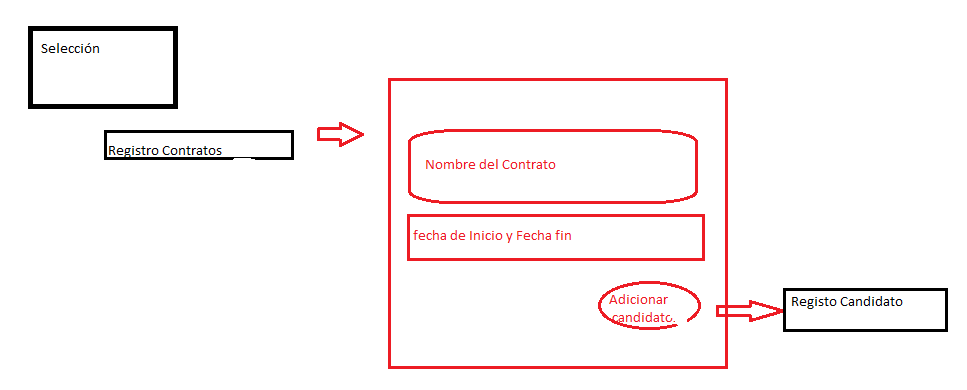 Selección
Registro Contratos
Nombre del Contrato
fecha de Inicio y Fecha fin
Adicionar
candidato.
Registo Candidato